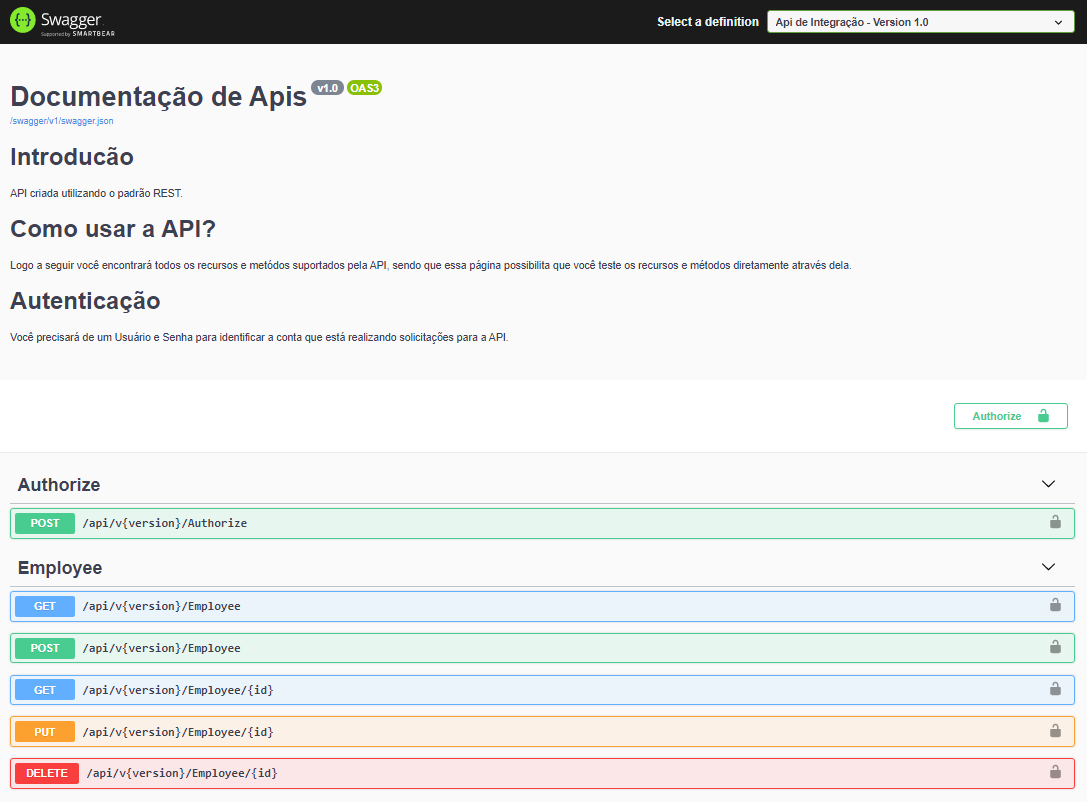 Swagger
Supported by SMARTBEAR
Select a definition
Api de Integração - Version 1.0
Documentação de Apis v1.0 OAS3
/swagger/v1/swagger.json
Introducão
API criada utilizando o padrão REST.
Como usar a API?
Logo a seguir você encontrará todos os recursos e metódos suportados pela API, sendo que essa página possibilita que você teste os recursos e métodos diretamente através dela.
Autenticação
Você precisará de um Usuário e Senha para identificar a conta que está realizando solicitações para a API.
Authorize
Authorize
POST /api/v{version}/Authorize
Employee
GET /api/v{version}/Employee
POST /api/v{version}/Employee
GET /api/v{version}/Employee/{id}
PUT /api/v{version}/Employee/{id}
DELETE /api/v{version}/Employee/{id}